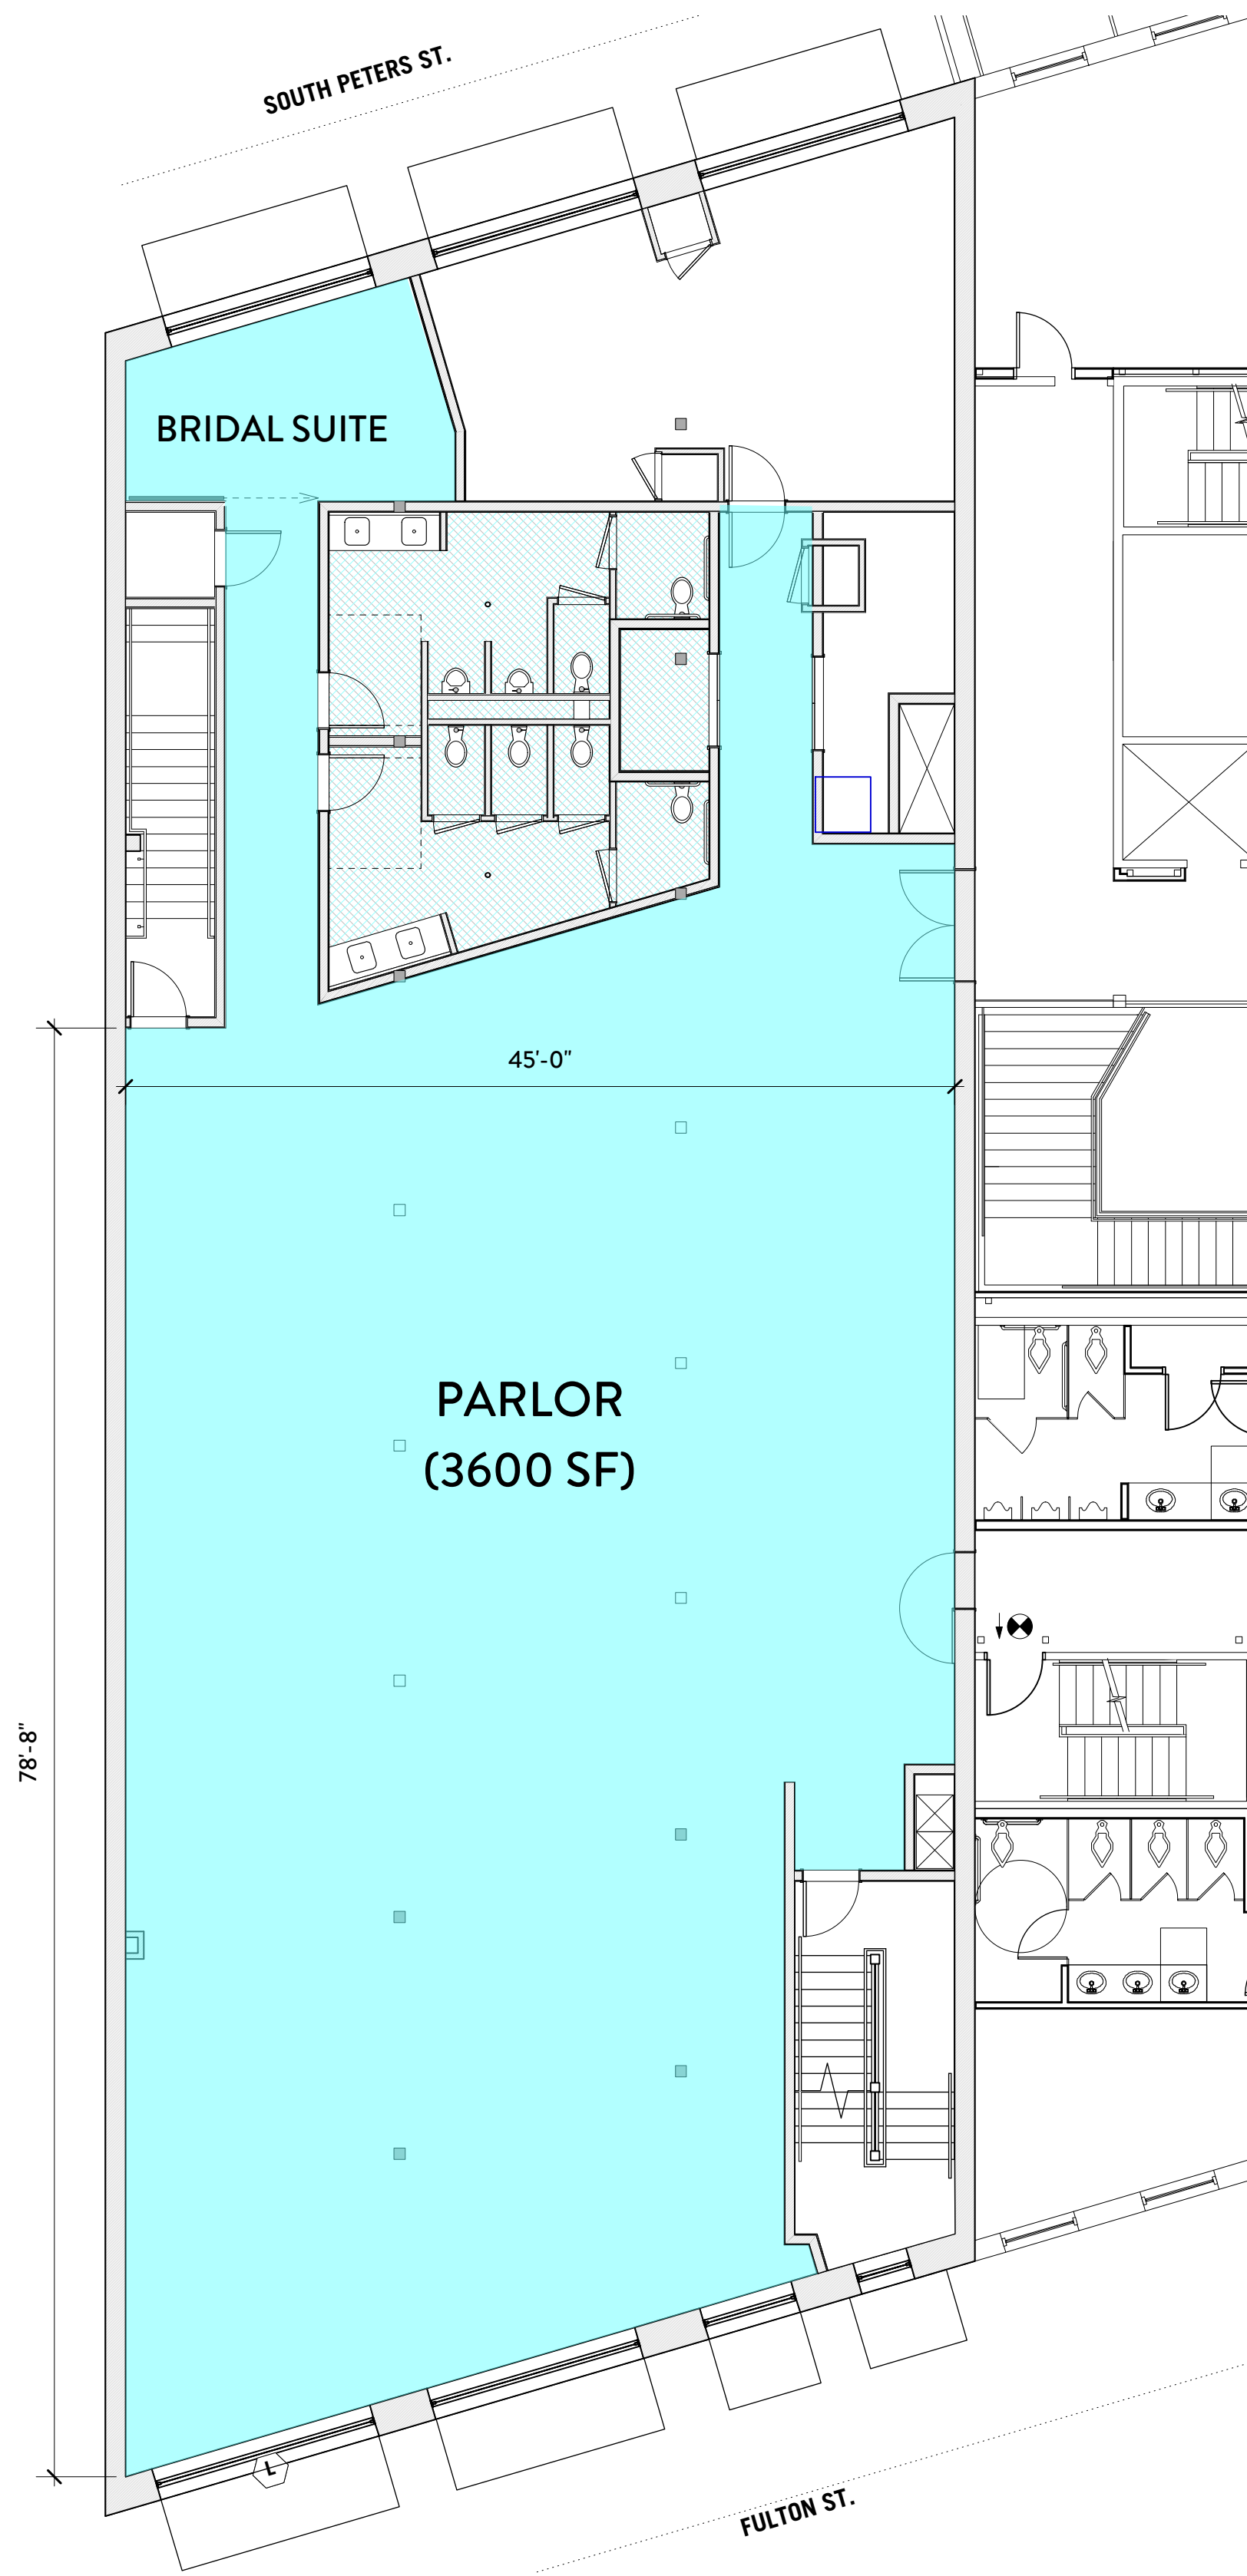 SOUTH PETERS ST.
BRIDAL SUITE
45'-0"
PARLOR
(3600 SF)
78'-8"
L
FULTON ST.